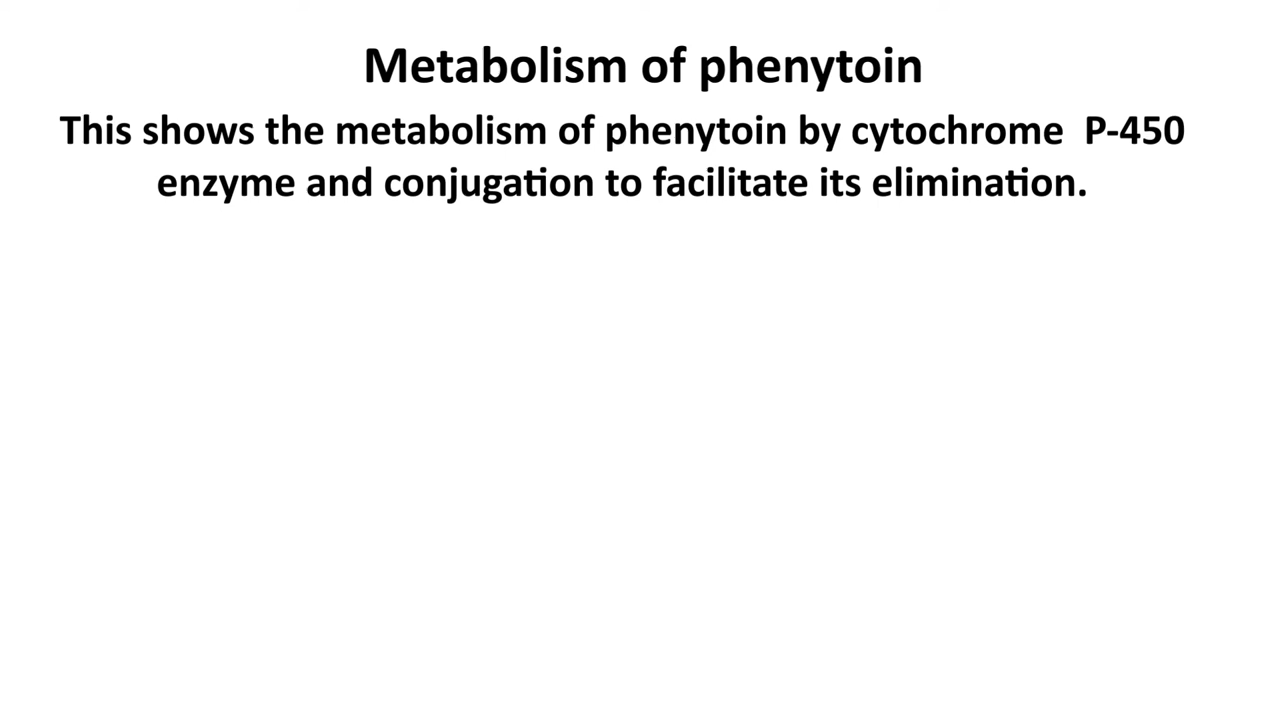 Metabolism of phenytoin
This shows the metabolism of phenytoin by cytochrome  P-450
enzyme and conjugation to facilitate its elimination.